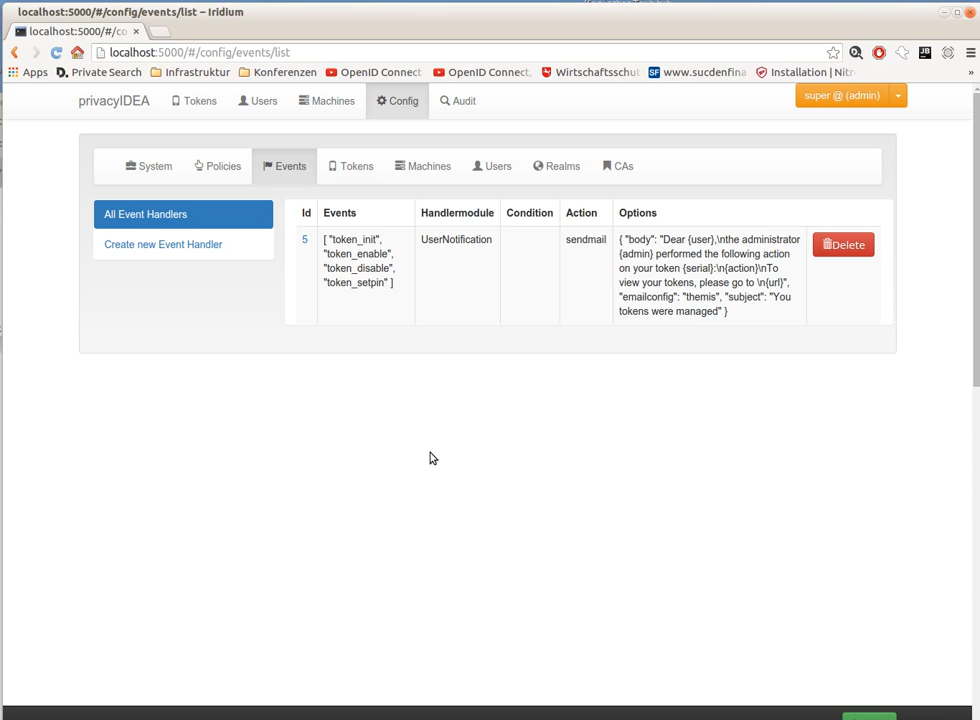 localhost:5000/#/config/events/list – Iridium
localhost:5000/#/co
localhost:5000/#/config/events/list
Apps Private Search Infrastruktur Konferenzen OpenID Connect OpenID Connect, Wirtschaftsschut www.sucdenfina Installation | Nitr »
privacyIDEA Tokens Users Machines Config Audit super @ (admin)
System Policies Events Tokens Machines Users Realms CAs
All Event Handlers
Create new Event Handler
Id Events Handlermodule Condition Action Options
5 [ "token_init", UserNotification sendmail { "body": "Dear {user},\nthe administrator Delete
"token_enable", {admin} performed the following action
"token_disable", on your token {serial}:\n{action}\nTo
"token_setpin" ] view your tokens, please go to \n{url}",
"emailconfig": "themis", "subject": "You
tokens were managed" }